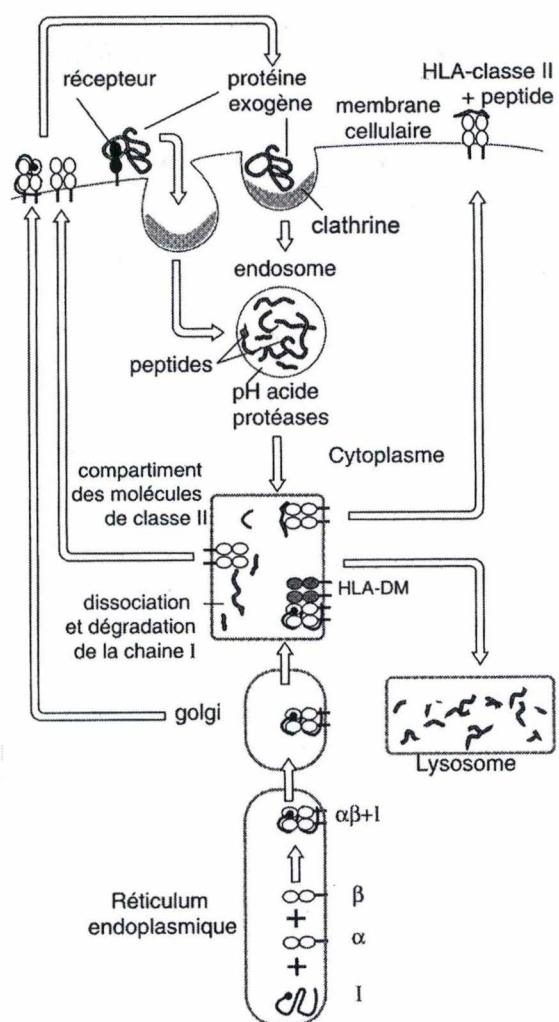 récepteur
protéine
exogène
HLA-classe II
+ peptide
membrane
cellulaire
clathrine
endosome
peptides
pH acide
protéases
Cytoplasme
compartiment
des molécules
de classe II
HLA-DM
dissociation
et dégradation
de la chaine I
golgi
Lysosome
αβ+I
Réticulum
endoplasmique
β
+
α
+
I